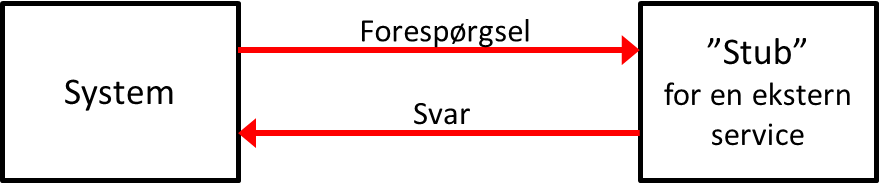 System
Forespørgsel
Svar
”Stub”
for en ekstern
service